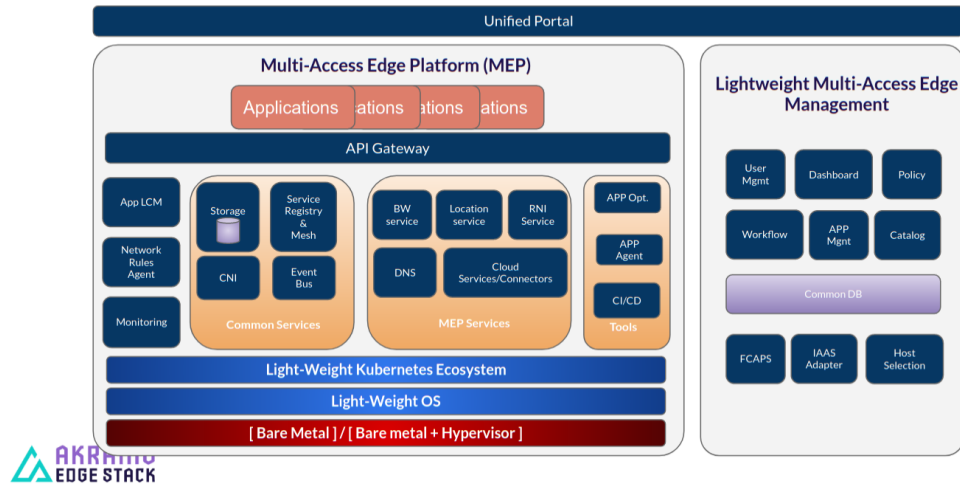 Unified Portal
Multi-Access Edge Platform (MEP)
Applications
cations
ations
ations
API Gateway
App LCM
Network
Rules
Agent
Monitoring
Storage
Service
Registry
&
Mesh
CNI
Event
Bus
Common Services
BW
service
Location
service
RNI
Service
DNS
Cloud
Services/Connectors
MEP Services
APP Opt.
APP
Agent
CI/CD
Tools
Light-Weight Kubernetes Ecosystem
Light-Weight OS
[ Bare Metal ] / [ Bare metal + Hypervisor ]
Lightweight Multi-Access Edge
Management
User
Mgmt
Dashboard
Policy
Workflow
APP
Mgnt
Catalog
Common DB
FCAPS
IAAS
Adapter
Host
Selection
AKRAINO
EDGE STACK